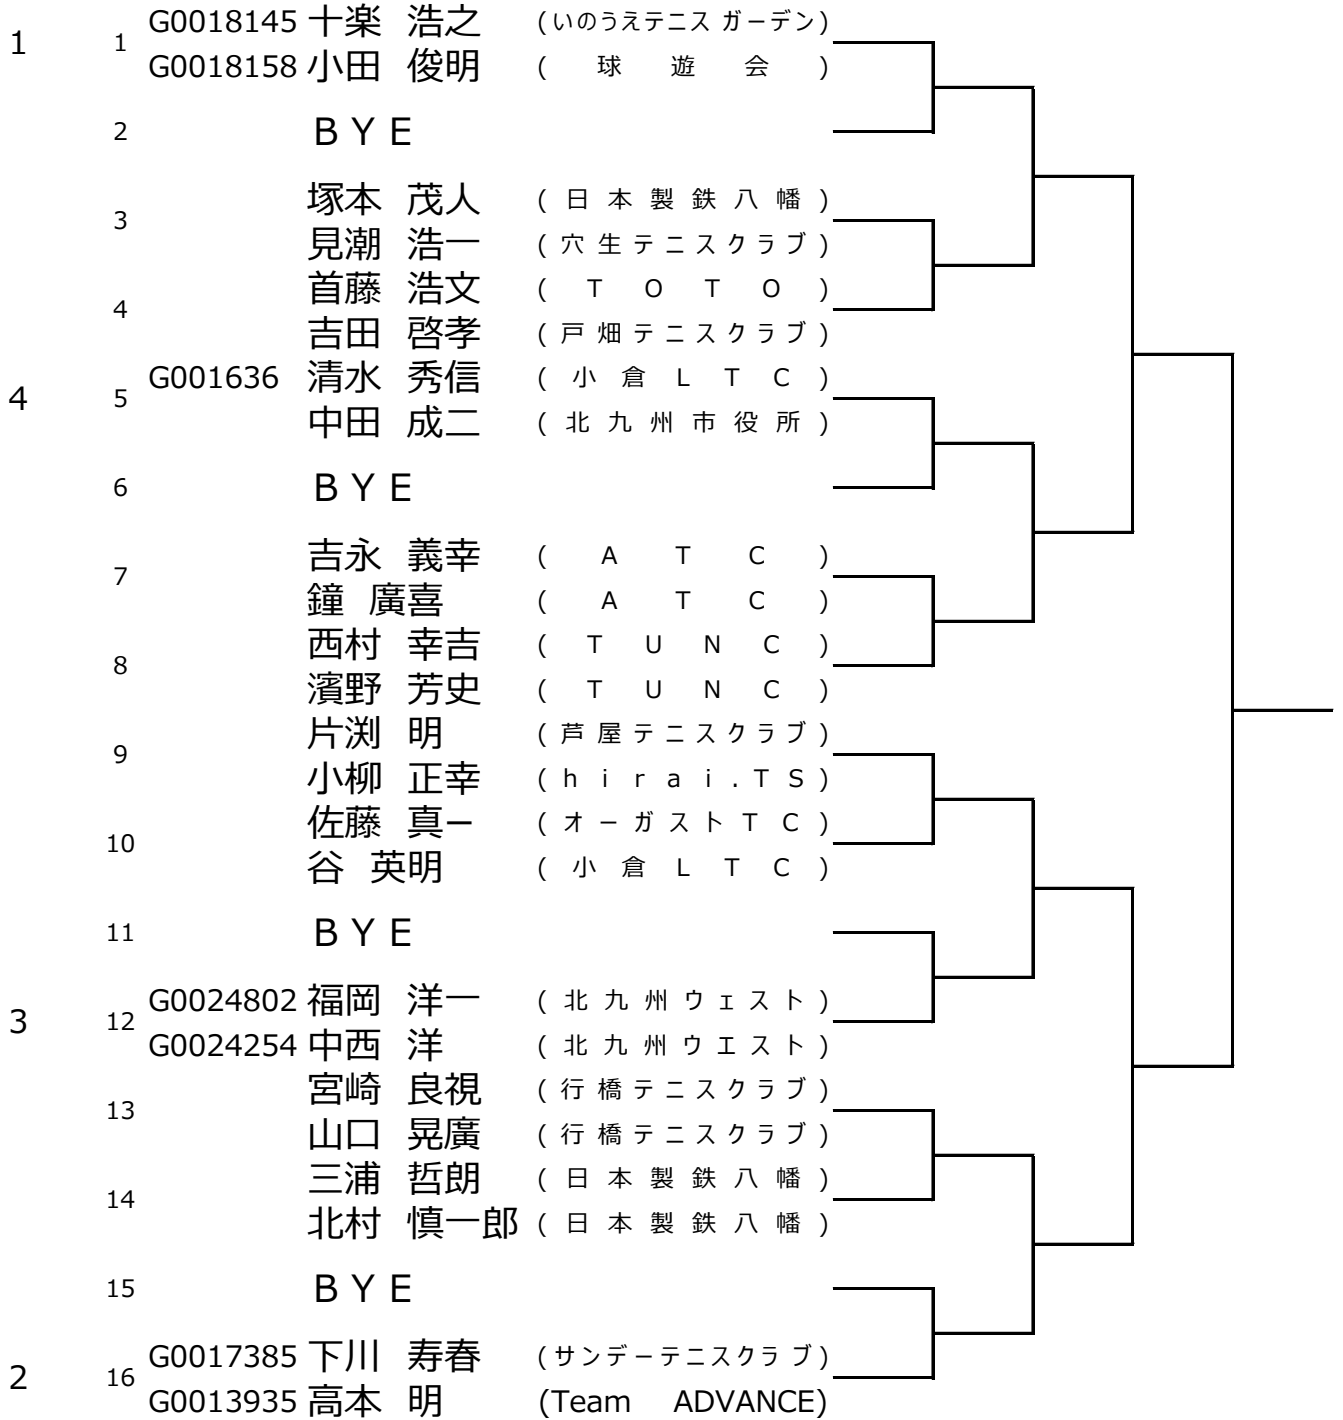 G0018145 十楽 浩之 (いのうえテニス ガーデン)
1 1
G0018158 小田 俊明 ( 球 遊 会 )
2 B Y E
塚本 茂人 ( 日 本 製 鉄 八 幡 )
3
見潮 浩一 ( 穴 生 テ ニ ス ク ラ ブ )
首藤 浩文 ( T O T O )
4
吉田 啓孝 ( 戸 畑 テ ニ ス ク ラ ブ )
G001636 清水 秀信 ( 小 倉 L T C )
4 5
中田 成二 ( 北 九 州 市 役 所 )
6 B Y E
吉永 義幸 ( A T C )
7
鐘 廣喜 ( A T C )
西村 幸吉 ( T U N C )
8
濱野 芳史 ( T U N C )
片渕 明 ( 芦 屋 テ ニ ス ク ラ ブ )
9
小柳 正幸 ( h i r a i . T S )
佐藤 真ー ( オ ー ガ ス ト T C )
10
谷 英明 ( 小 倉 L T C )
11 B Y E
G0024802 福岡 洋一 ( 北 九 州 ウ ェ ス ト )
3 12
G0024254 中西 洋 ( 北 九 州 ウ エ ス ト )
宮崎 良視 ( 行 橋 テ ニ ス ク ラ ブ )
13
山口 晃廣 ( 行 橋 テ ニ ス ク ラ ブ )
三浦 哲朗 ( 日 本 製 鉄 八 幡 )
14
北村 慎一郎 ( 日 本 製 鉄 八 幡 )
15 B Y E
G0017385 下川 寿春 (サンデーテニスクラブ)
2 16
G0013935 高本 明 (Team ADVANCE)